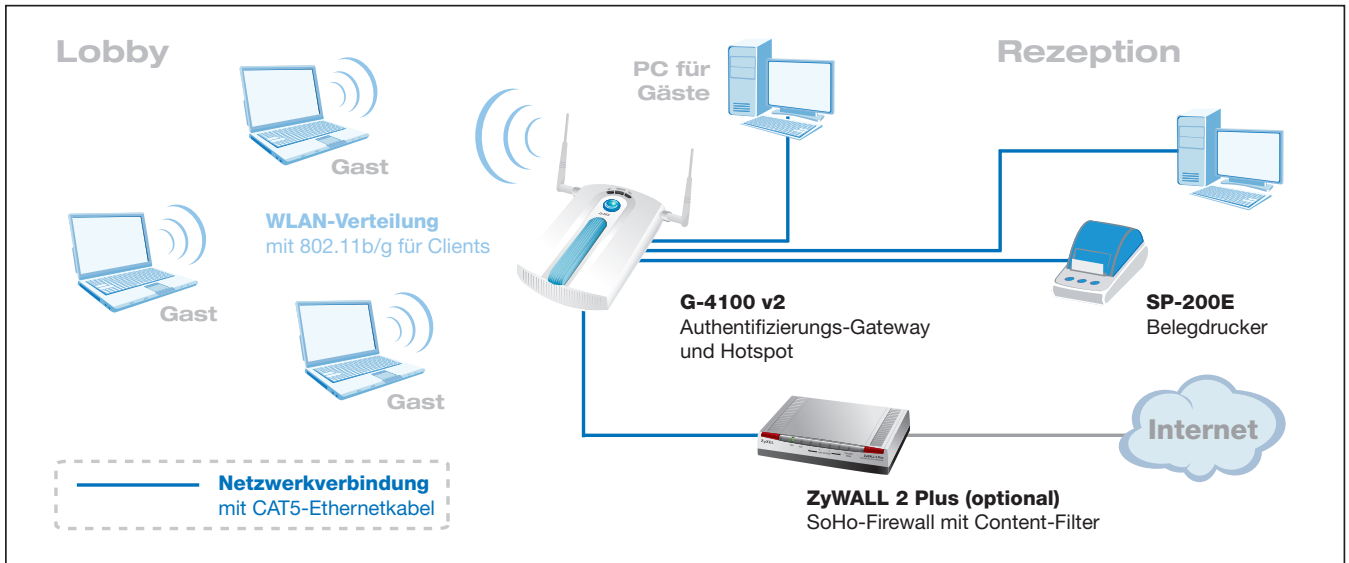 Lobby
Rezeption
PC für
Gäste
Gast
WLAN-Verteilung
mit 802.11b/g für Clients
Gast
Gast
ZyXEL
G-4100 v2
Authentifizierungs-Gateway
und Hotspot
SP-200E
Belegdrucker
Internet
ZyXEL
ZyWALL 2 Plus (optional)
SoHo-Firewall mit Content-Filter
Netzwerkverbindung
mit CAT5-Ethernetkabel